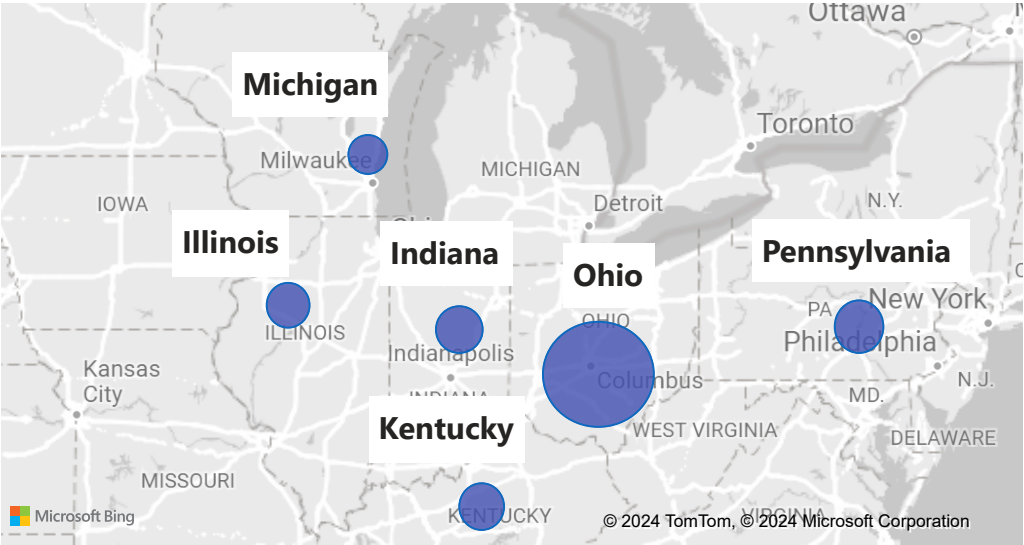 Ottawa
Michigan
Toronto
Milwaukee
MICHIGAN
IOWA
Detroit
N.Y.
Illinois
Indiana
Pennsylvania
Ohio
New York
PA
OHIO
ILLINOIS
Philadelphia
Indianapolis
Kansas
City
Columbus
N.J.
INDIANA
MD.
Kentucky
WEST VIRGINIA
DELAWARE
MISSOURI
KENTUCKY
VIRGINIA
Microsoft Bing
© 2024 TomTom, © 2024 Microsoft Corporation